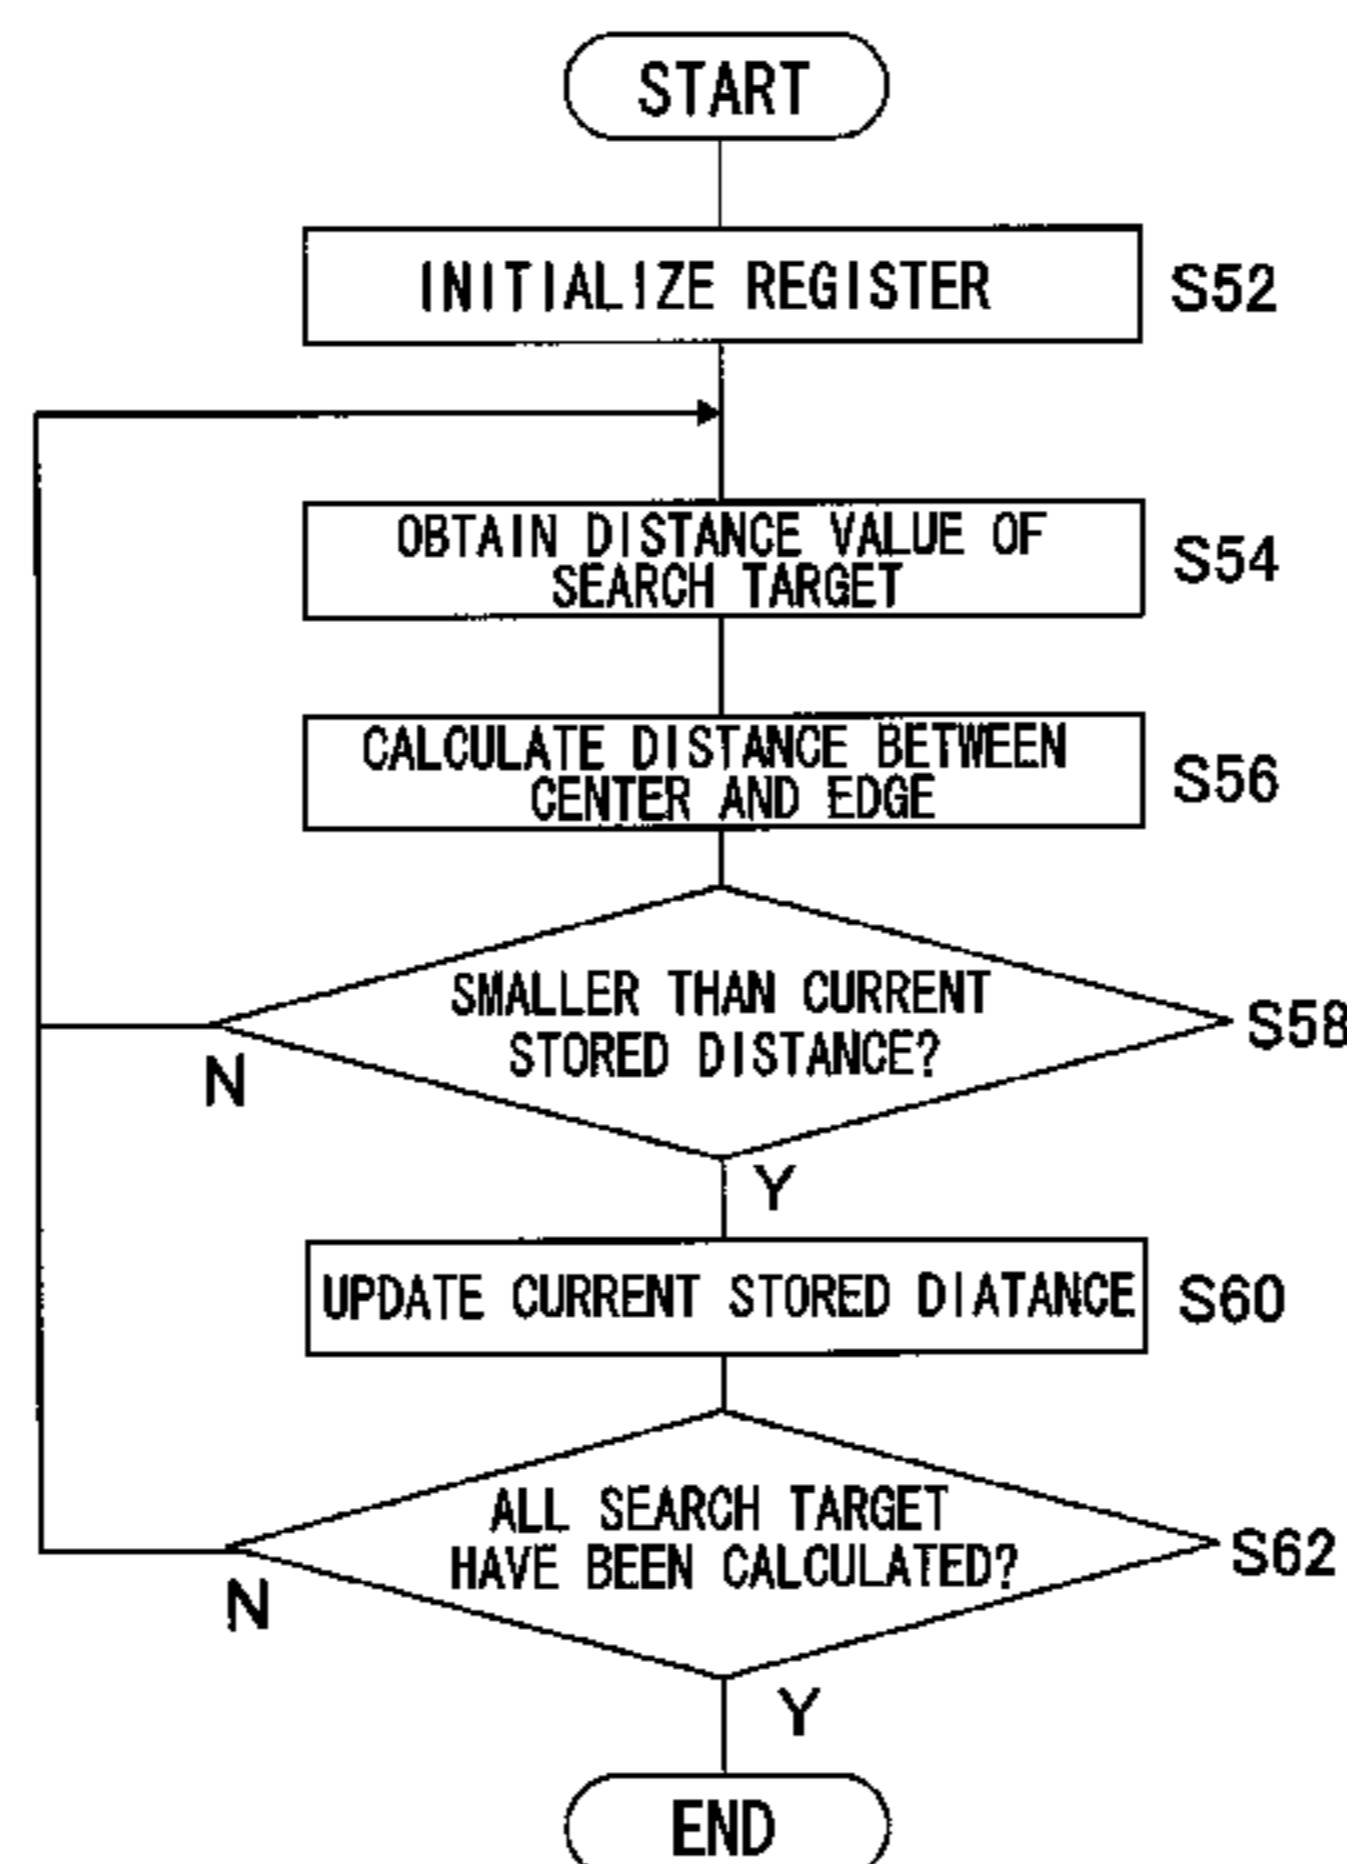 START
INITIALIZE REGISTER
S52
OBTAIN DISTANCE VALUE OF
SEARCH TARGET
S54
CALCULATE DISTANCE BETWEEN
CENTER AND EDGE
S56
SMALLER THAN CURRENT
STORED DISTANCE?
S58
N
Y
UPDATE CURRENT STORED DIATANCE
S60
ALL SEARCH TARGET
HAVE BEEN CALCULATED?
S62
N
Y
END